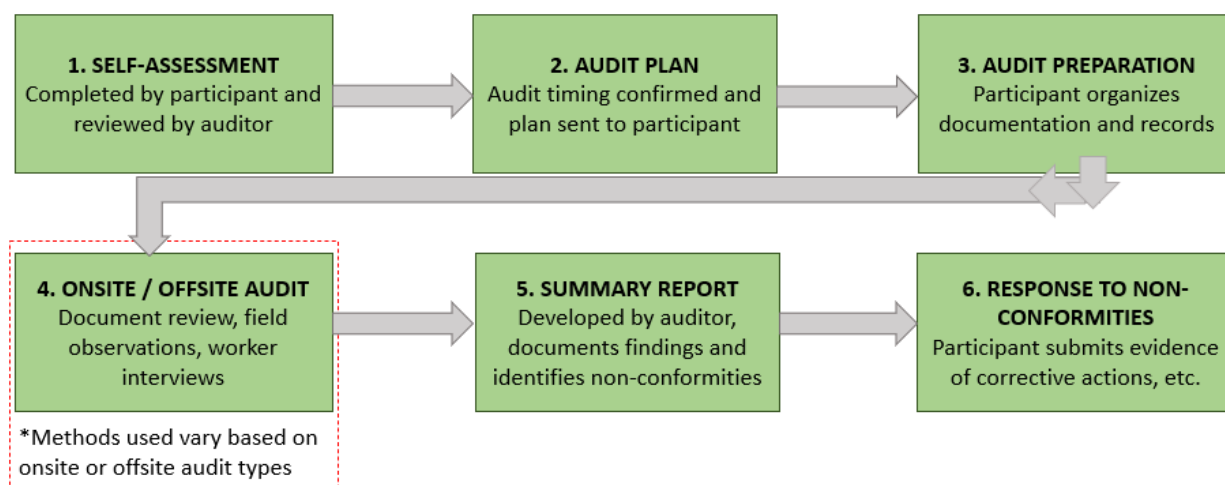 1. SELF-ASSESSMENT
Completed by participant and
reviewed by auditor
2. AUDIT PLAN
Audit timing confirmed and
plan sent to participant
3. AUDIT PREPARATION
Participant organizes
documentation and records
4. ONSITE / OFFSITE AUDIT
Document review, field
observations, worker
interviews
*Methods used vary based on
onsite or offsite audit types
5. SUMMARY REPORT
Developed by auditor,
documents findings and
identifies non-conformities
6. RESPONSE TO NON-
CONFORMITIES
Participant submits evidence
of corrective actions, etc.